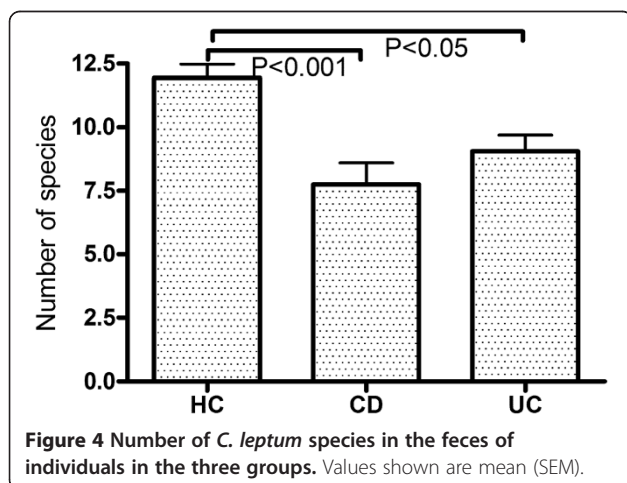 P<0.05
P<0.001
12.5
10.0
7.5
5.0
2.5
0.0
Number of species
HC CD UC
Figure 4 Number of C. leptum species in the feces of
individuals in the three groups. Values shown are mean (SEM).